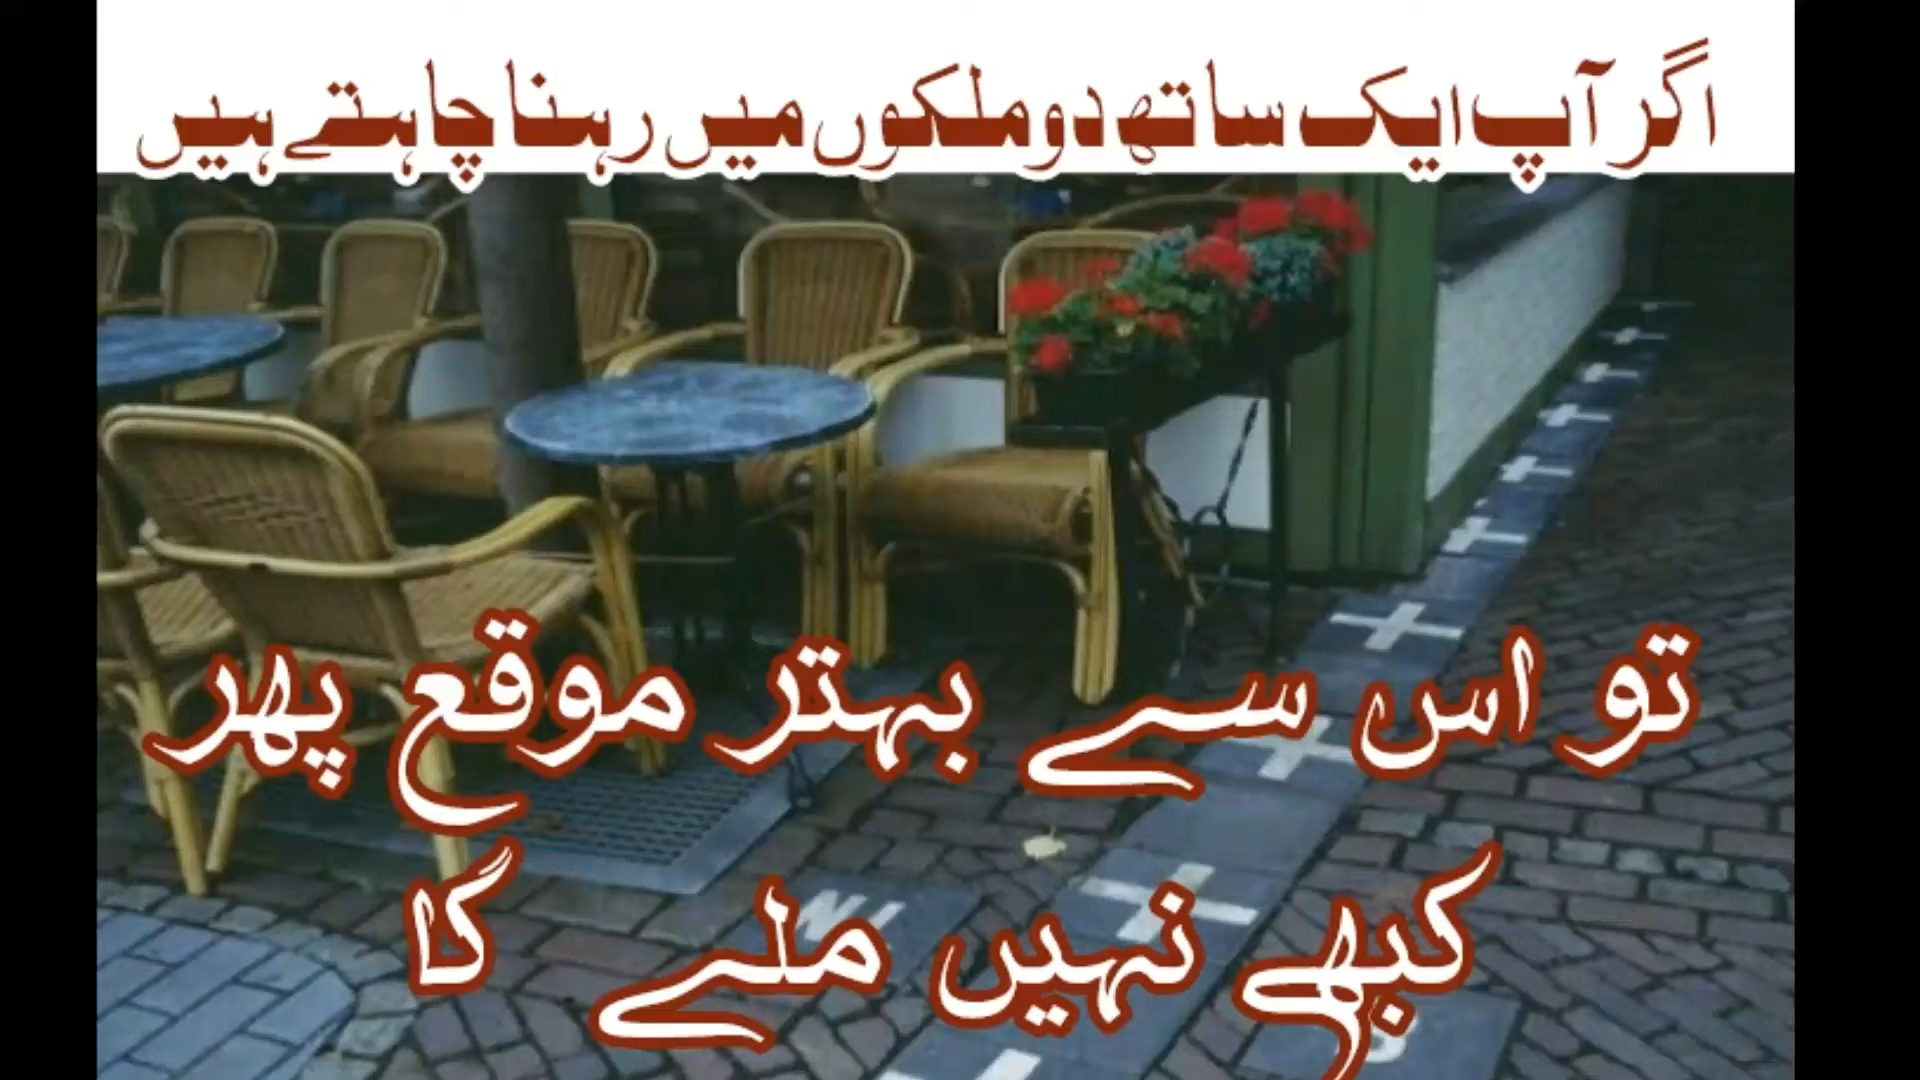 اگر آپ ایک ساتھ دو ملکوں میں رہنا چاہتے ہیں
تو اس سے بہتر موقع پھر
کبھی نہیں ملے گا
NL
B